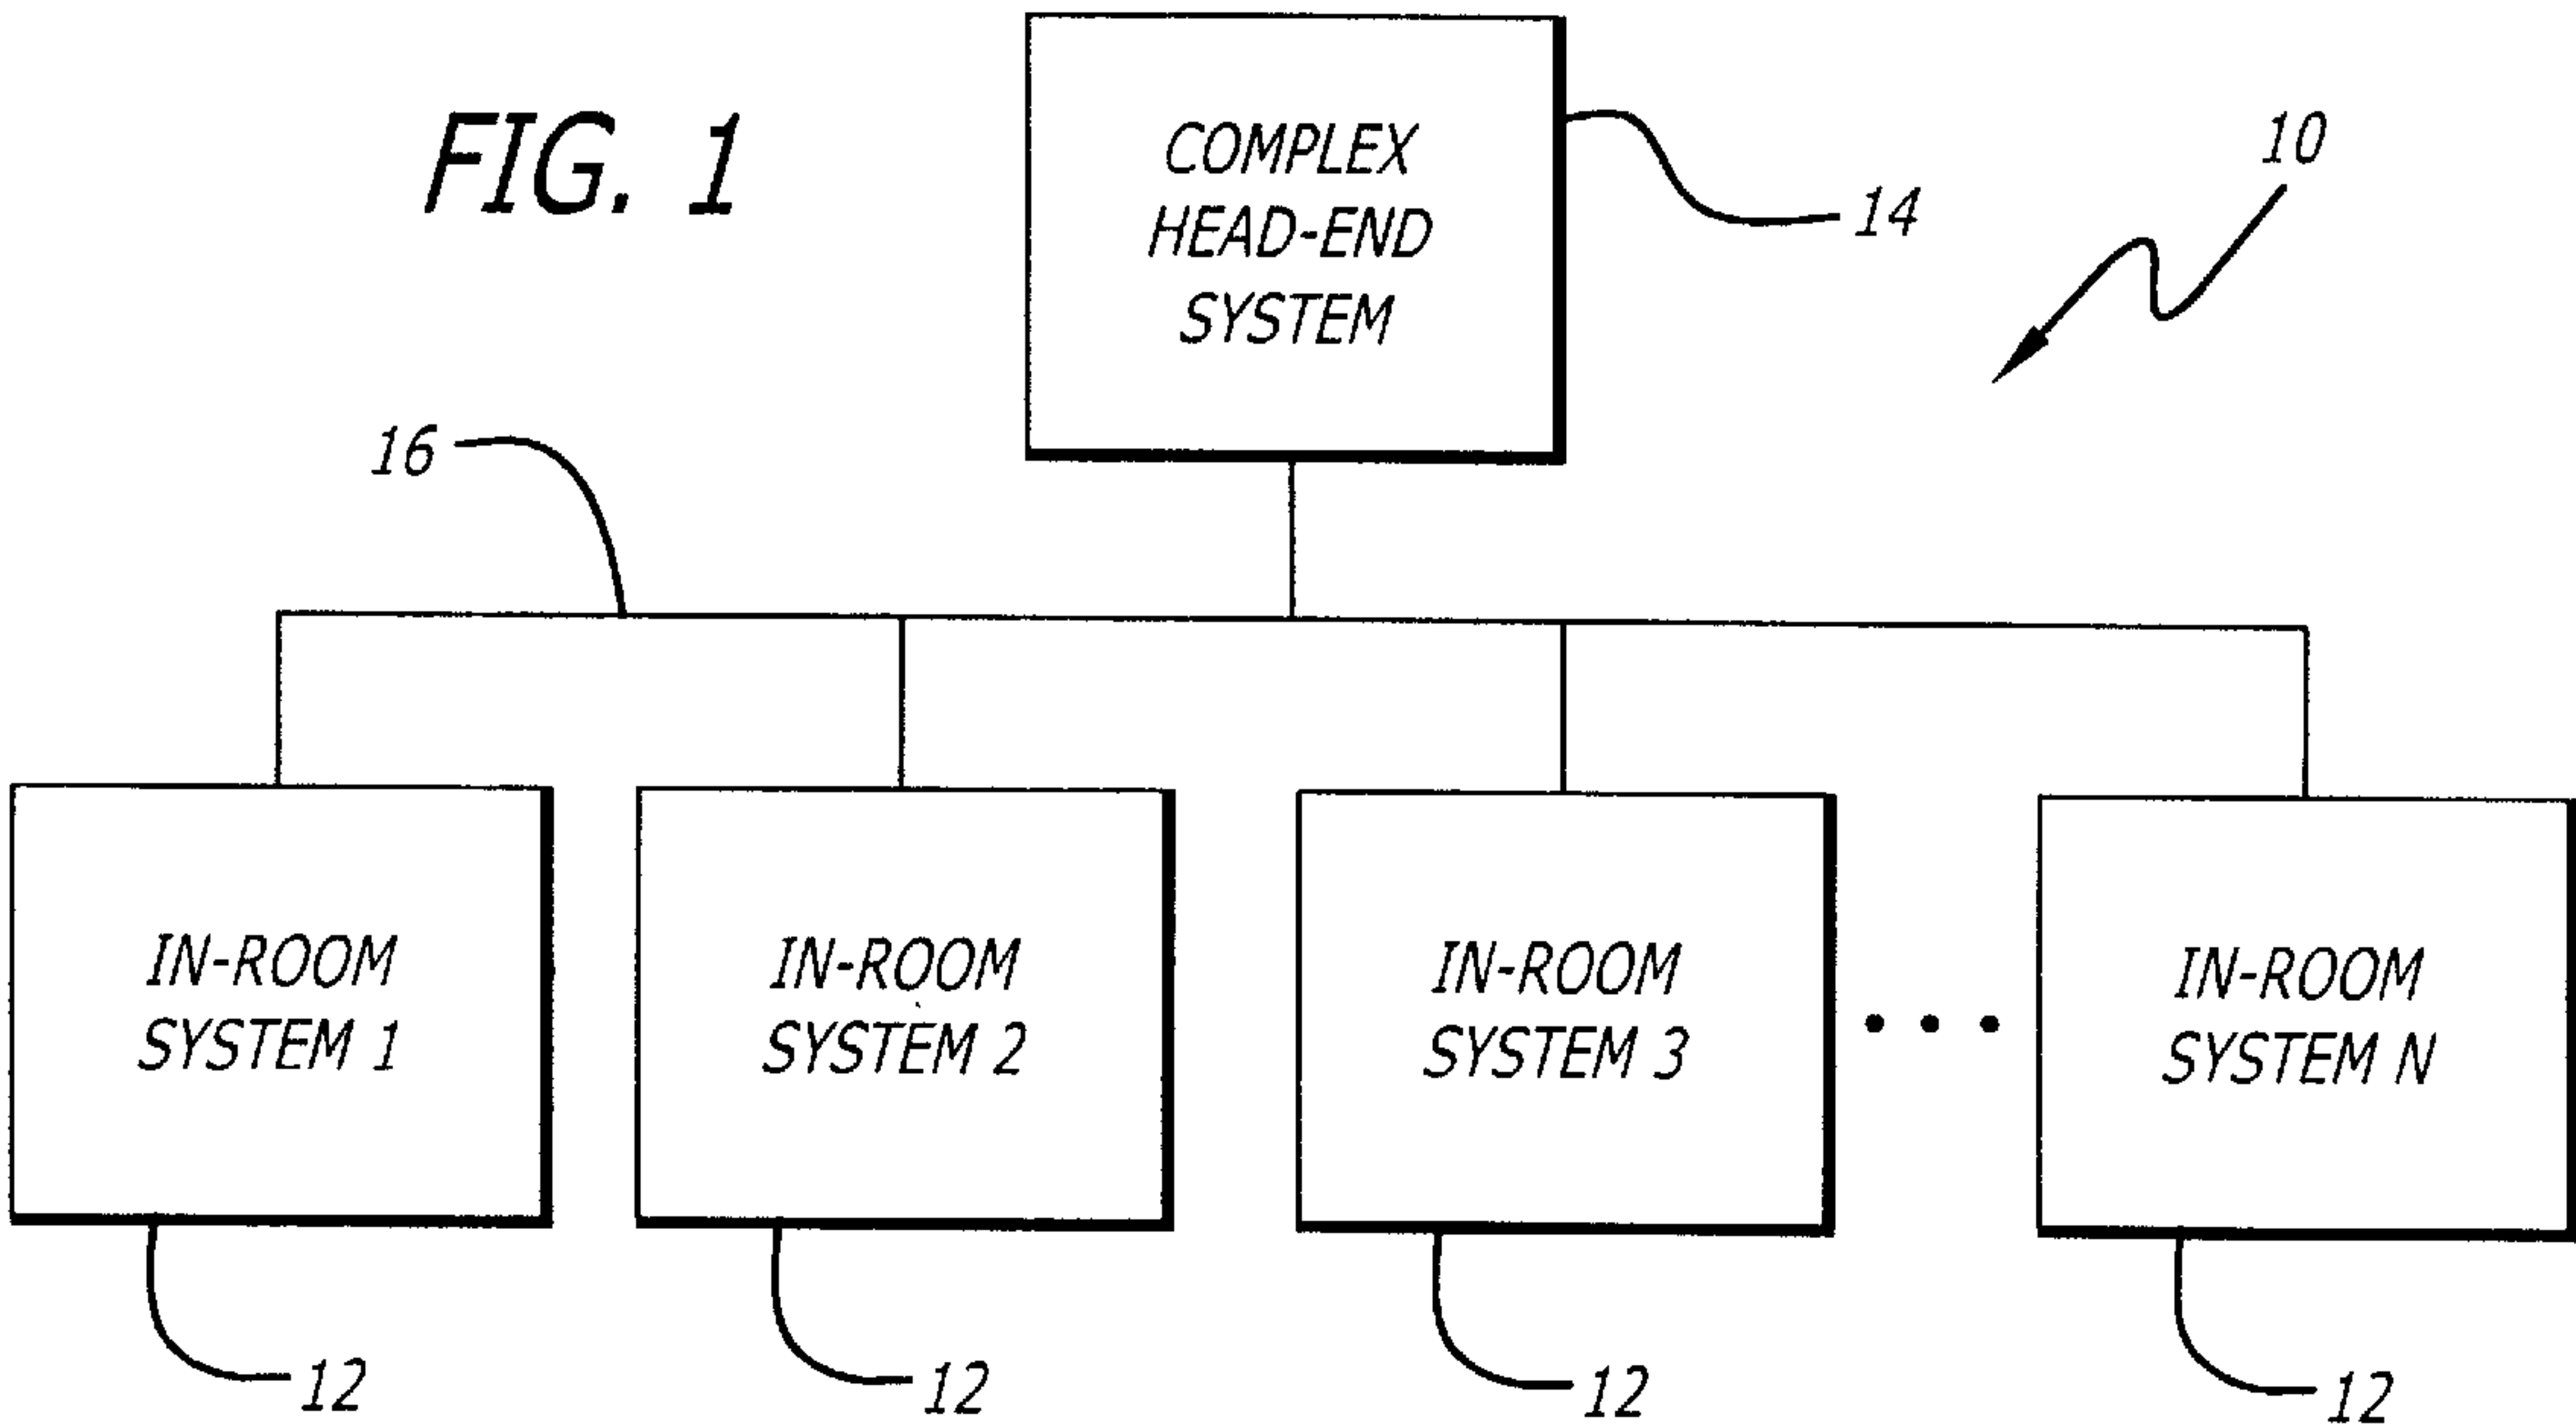 FIG. 1
COMPLEX
HEAD-END
SYSTEM
10
14
16
IN-ROOM
SYSTEM 1
IN-ROOM
SYSTEM 2
IN-ROOM
SYSTEM 3
IN-ROOM
SYSTEM N
12
12
12
12